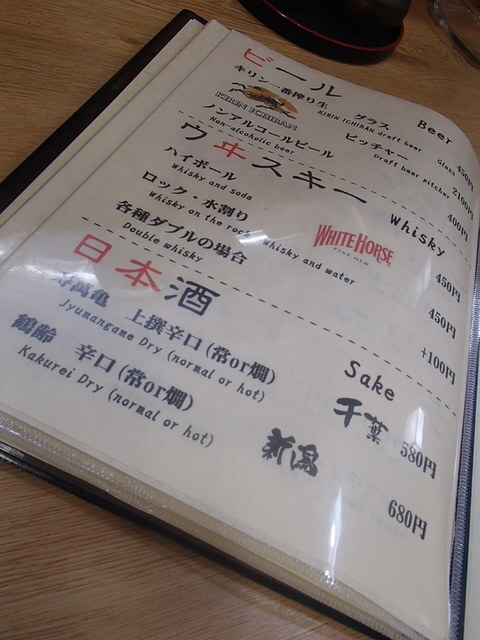 ビール Beer
キリン一番搾り生 グラス
KIRIN ICHIBAN KIRIN ICHIBAN draft beer 450円
ピッチャー
Draft beer pitcher 2100円
ノンアルコールビール
Non-alcoholic beer 400円
ウヰスキー Whisky
ハイボール
Whisky and soda 450円
WHITE HORSE
ロック・水割り
Whisky on the rock whisky and water 450円
各種ダブルの場合
Double whisky +100円
日本酒 Sake
寿萬亀 上撰辛口(常or燗) 千葉
Jyumangame Dry (normal or hot) 580円
鶴齢 辛口(常or燗) 新潟
Kakurei Dry (normal or hot) 680円